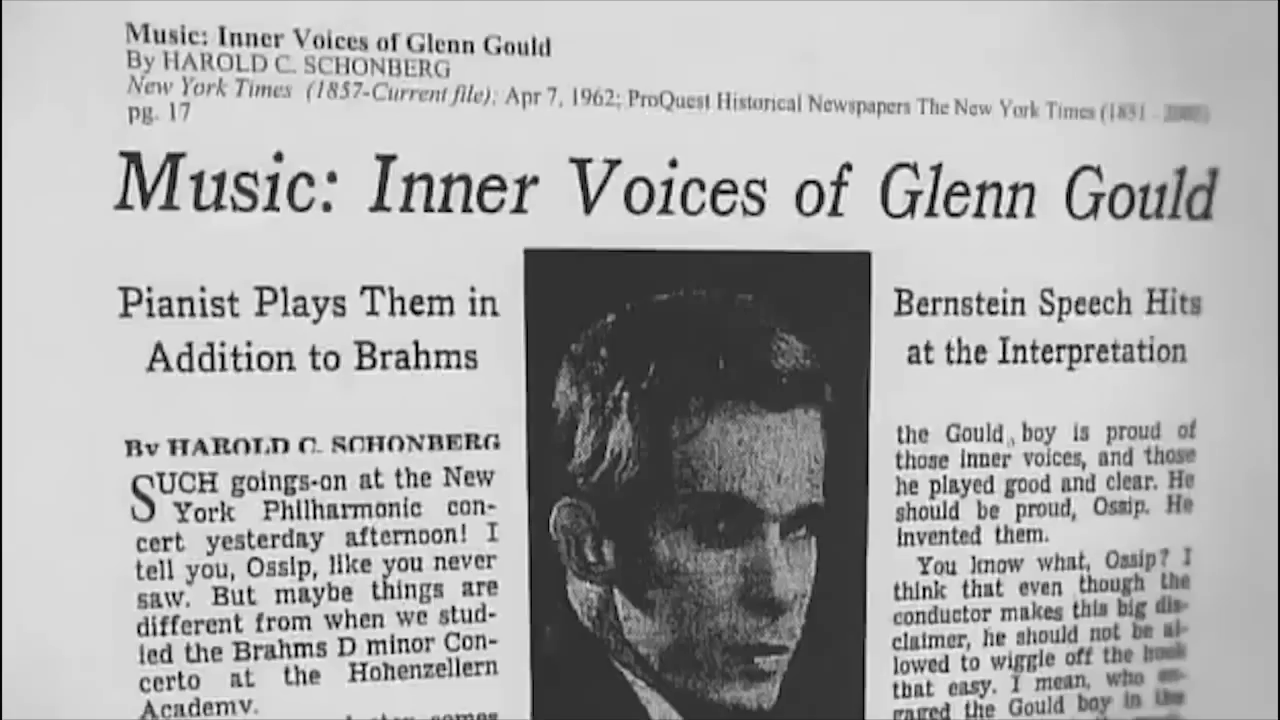 Music: Inner Voices of Glenn Gould
By HAROLD C. SCHONBERG
New York Times (1857-Current file); Apr 7, 1962; ProQuest Historical Newspapers The New York Times (1851 -
pg. 17
Music: Inner Voices of Glenn Gould
Pianist Plays Them in
Addition to Brahms
By HAROLD C. SCHONBERG
SUCH goings-on at the New
York Philharmonic con-
cert yesterday afternoon! I
tell you, Ossip, like you never
saw. But maybe things are
different from when we stud-
ied the Brahms D minor Con-
certo at the Hohenzellern
Academy.
comes
Bernstein Speech Hits
at the Interpretation
the Gould boy is proud of
those inner voices, and those
he played good and clear. He
should be proud, Ossip. He
invented them.
You know what, Ossip? I
think that even though the
conductor makes this big dis-
claimer, he should not be al-
lowed to wiggle off the hook
that easy. I mean, who en-
gaged the Gould boy in the